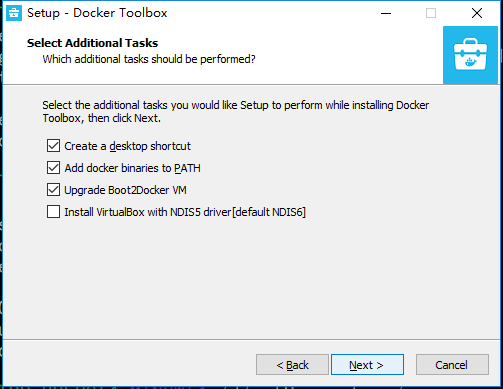 Setup - Docker Toolbox
Select Additional Tasks
Which additional tasks should be performed?
Select the additional tasks you would like Setup to perform while installing Docker
Toolbox, then click Next.
Create a desktop shortcut
Add docker binaries to PATH
Upgrade Boot2Docker VM
Install VirtualBox with NDIS5 driver[default NDIS6]
< Back
Next >
Cancel